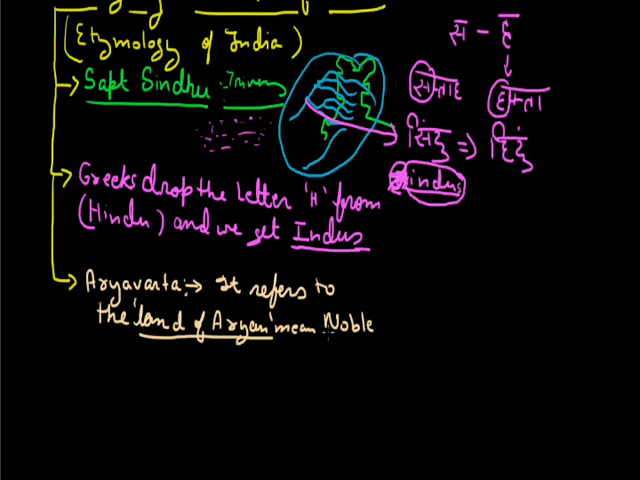 (Etymology of India)
स - ह
Sapt Sindhu
सप्ताह
हप्ता
सिंधु => हिंदु
indus
Greeks drop the letter 'H' from
(Hindu) and we get Indus
Aryavarta :→ It refers to
the 'land of Aryan' mean Noble